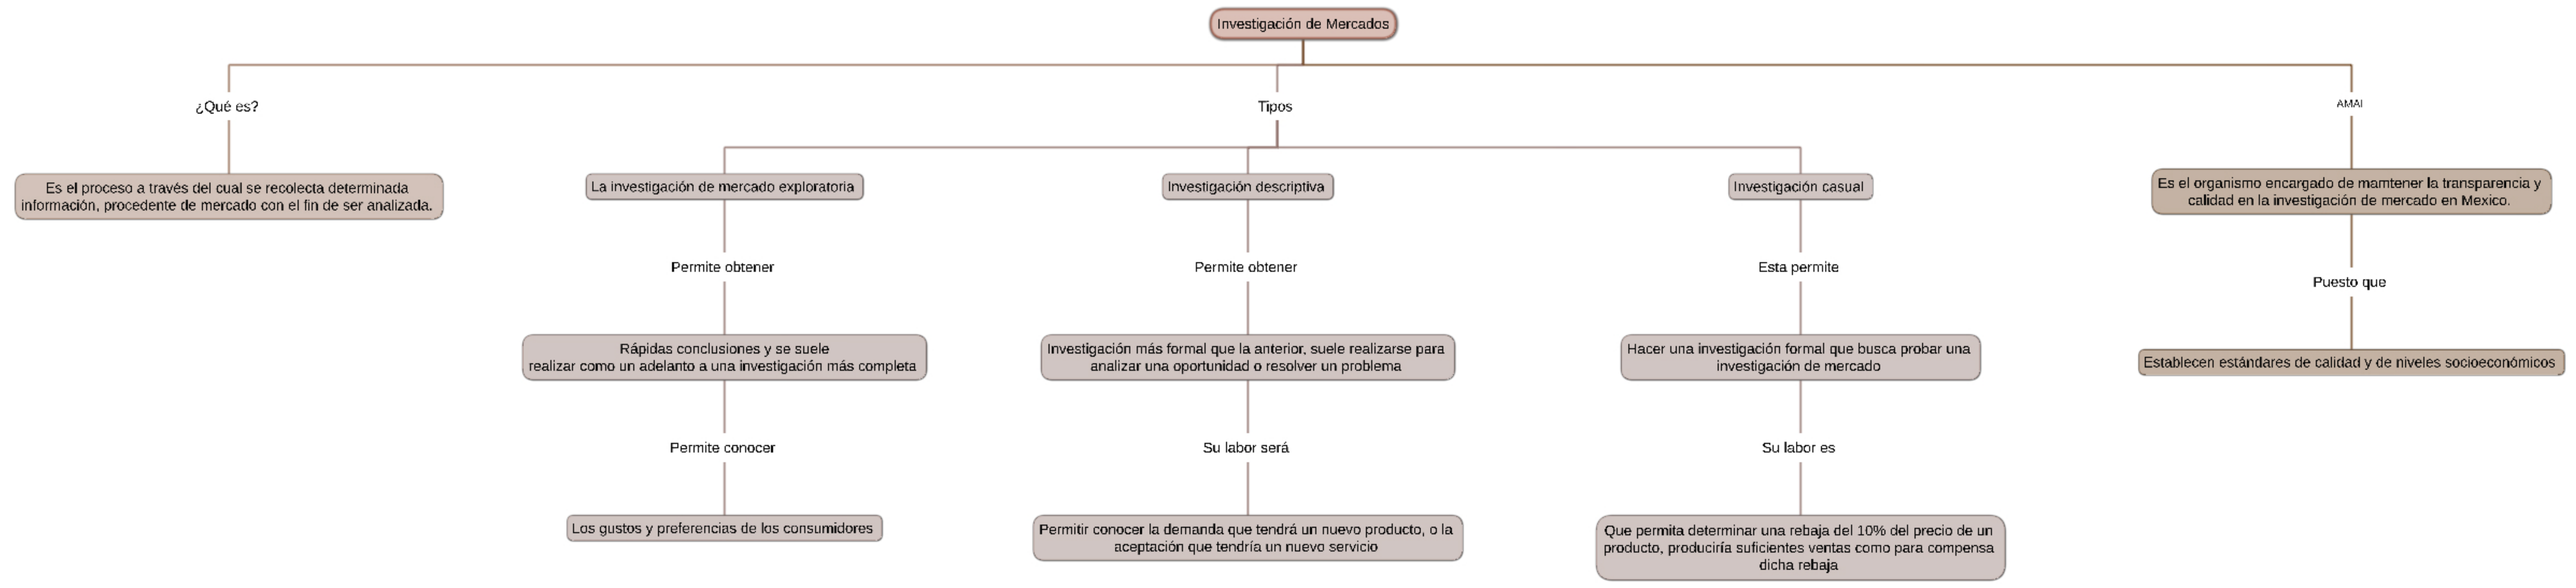 Investigación de Mercados
¿Qué es?
Tipos
AMAI
Es el proceso a través del cual se recolecta determinada
información, procedente de mercado con el fin de ser analizada.
La investigación de mercado exploratoria
Investigación descriptiva
Investigación casual
Es el organismo encargado de mamtener la transparencia y
calidad en la investigación de mercado en Mexico.
Permite obtener
Permite obtener
Esta permite
Puesto que
Rápidas conclusiones y se suele
realizar como un adelanto a una investigación más completa
Investigación más formal que la anterior, suele realizarse para
analizar una oportunidad o resolver un problema
Hacer una investigación formal que busca probar una
investigación de mercado
Establecen estándares de calidad y de niveles socioeconómicos
Permite conocer
Su labor será
Su labor es
Los gustos y preferencias de los consumidores
Permitir conocer la demanda que tendrá un nuevo producto, o la
aceptación que tendría un nuevo servicio
Que permita determinar una rebaja del 10% del precio de un
producto, produciría suficientes ventas como para compensa
dicha rebaja